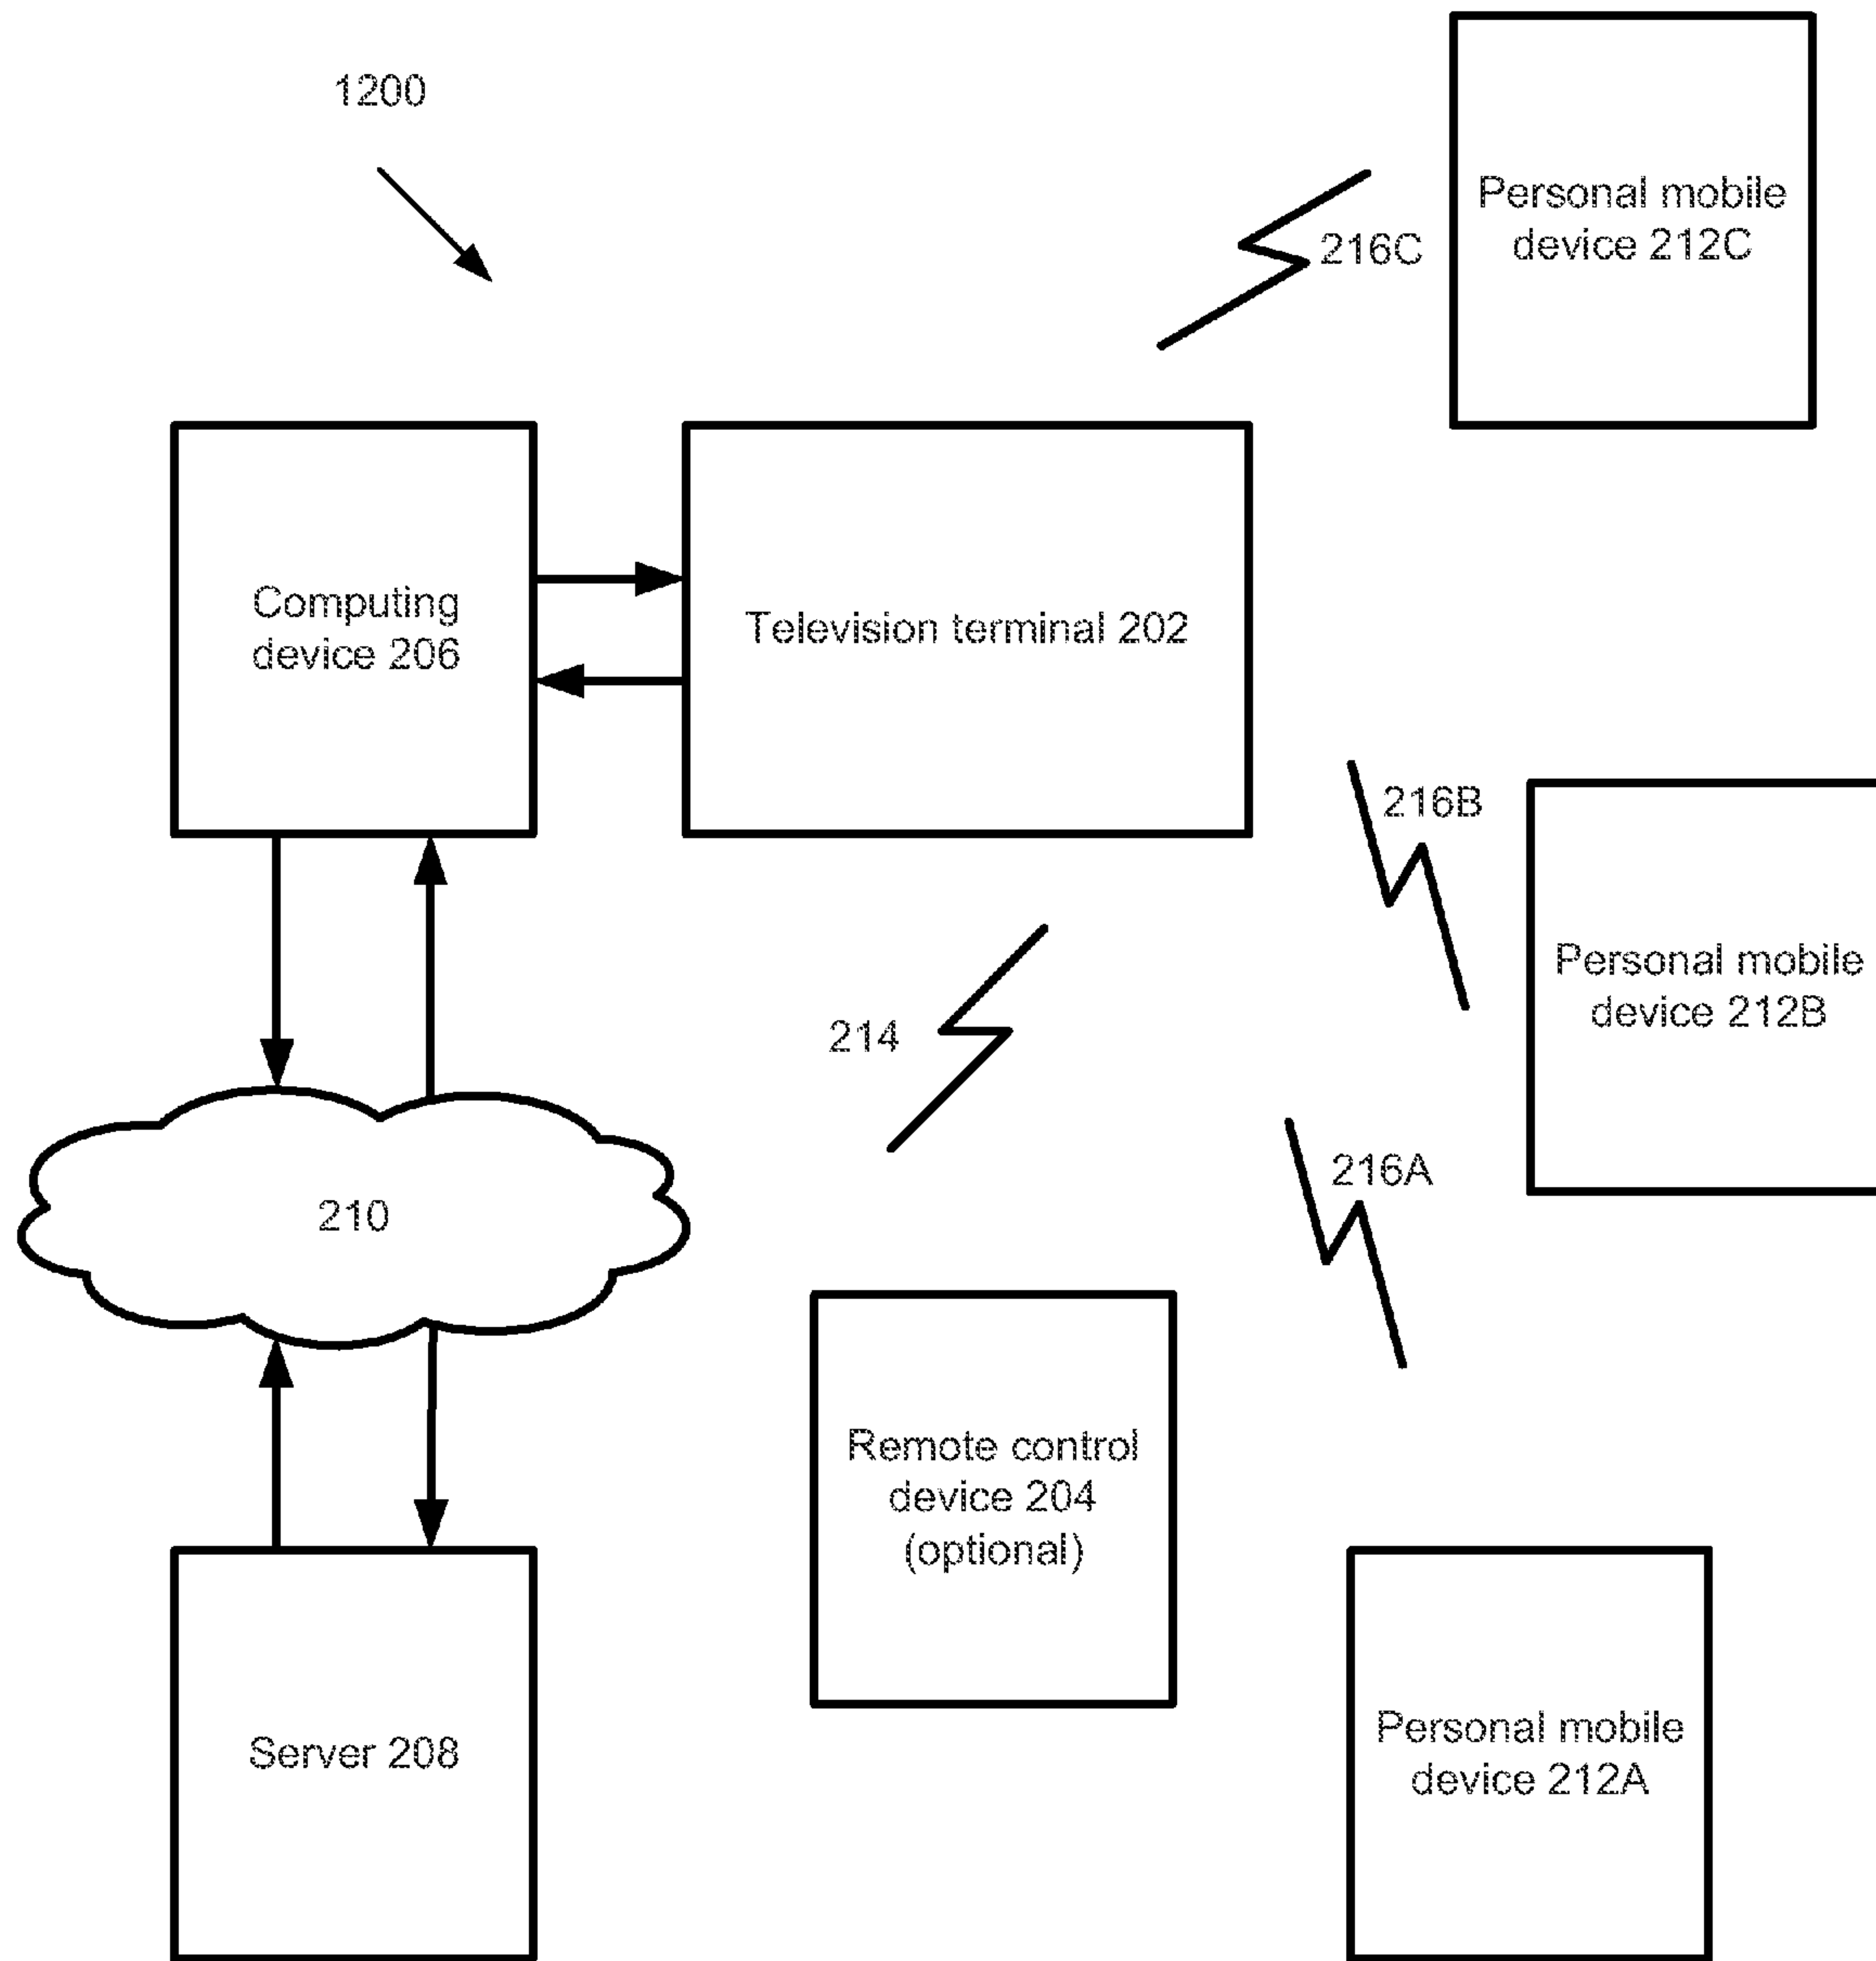 1200
Personal mobile
device 212C
216C
Computing
device 206
Television terminal 202
216B
Personal mobile
device 212B
214
216A
210
Remote control
device 204
(optional)
Server 208
Personal mobile
device 212A